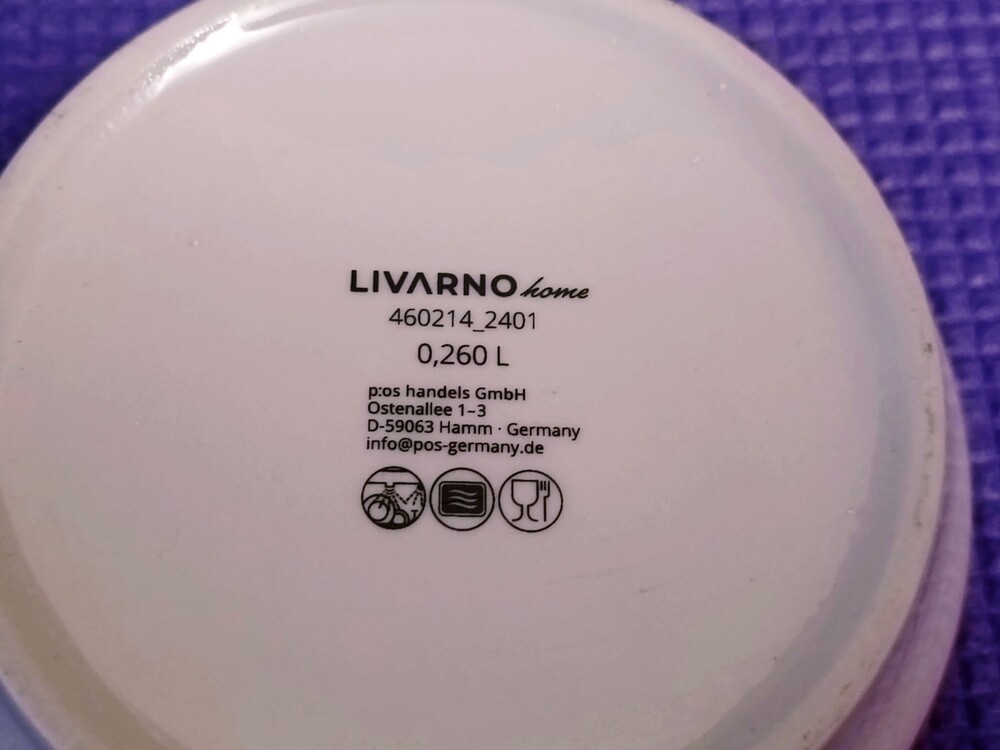 LIVARNO home
460214_2401
0,260 L
p:os handels GmbH
Ostenallee 1–3
D-59063 Hamm · Germany
info@pos-germany.de